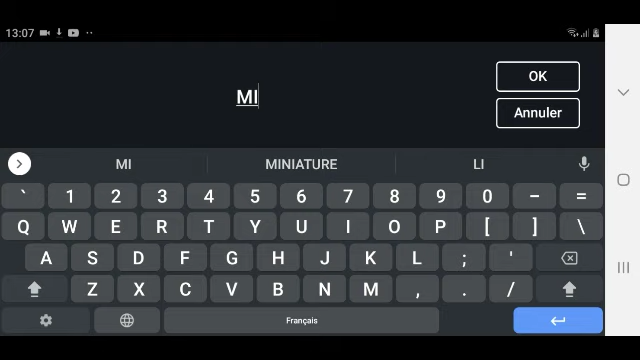 13:07
MI
OK
Annuler
MI MINIATURE LI
` 1 2 3 4 5 6 7 8 9 0 - =
Q W E R T Y U I O P [ ] \
A S D F G H J K L ; '
Z X C V B N M , . /
Français